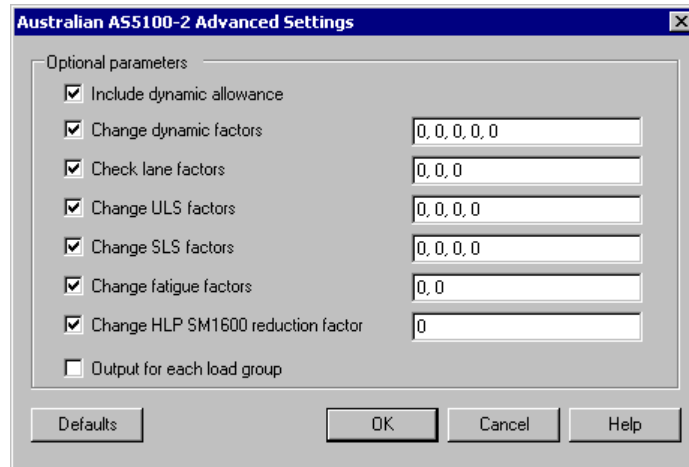 Australian AS5100-2 Advanced Settings
Optional parameters
Include dynamic allowance
Change dynamic factors 0, 0, 0, 0, 0
Check lane factors 0, 0, 0
Change ULS factors 0, 0, 0, 0
Change SLS factors 0, 0, 0, 0
Change fatigue factors 0, 0
Change HLP SM1600 reduction factor 0
Output for each load group
Defaults OK Cancel Help